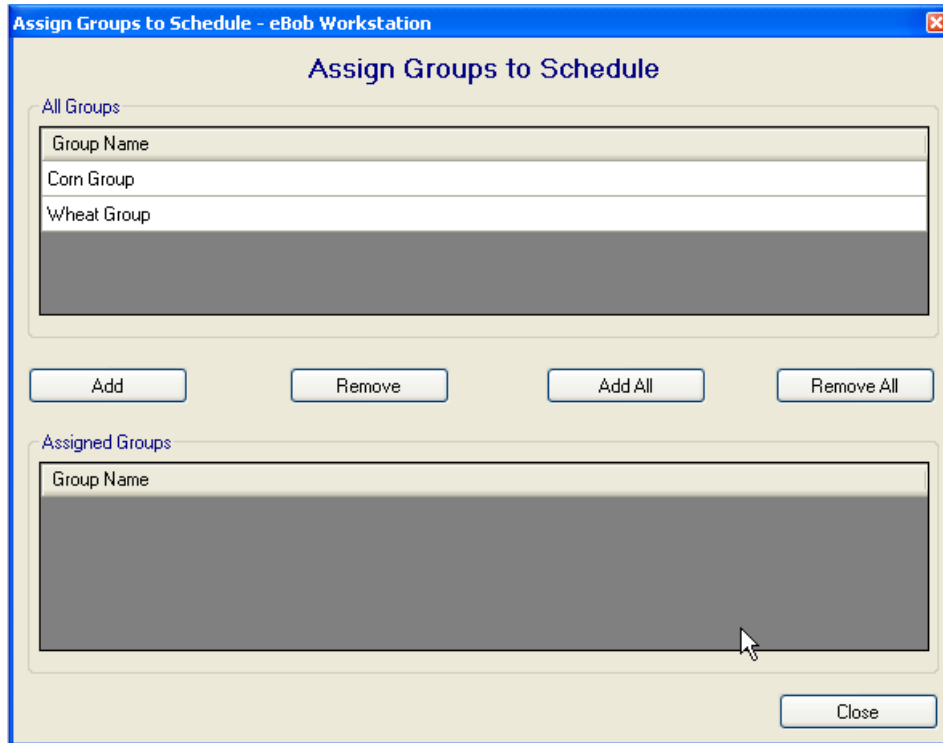 Assign Groups to Schedule - eBob Workstation
Assign Groups to Schedule
All Groups
Group Name
Corn Group
Wheat Group
Add Remove Add All Remove All
Assigned Groups
Group Name
Close